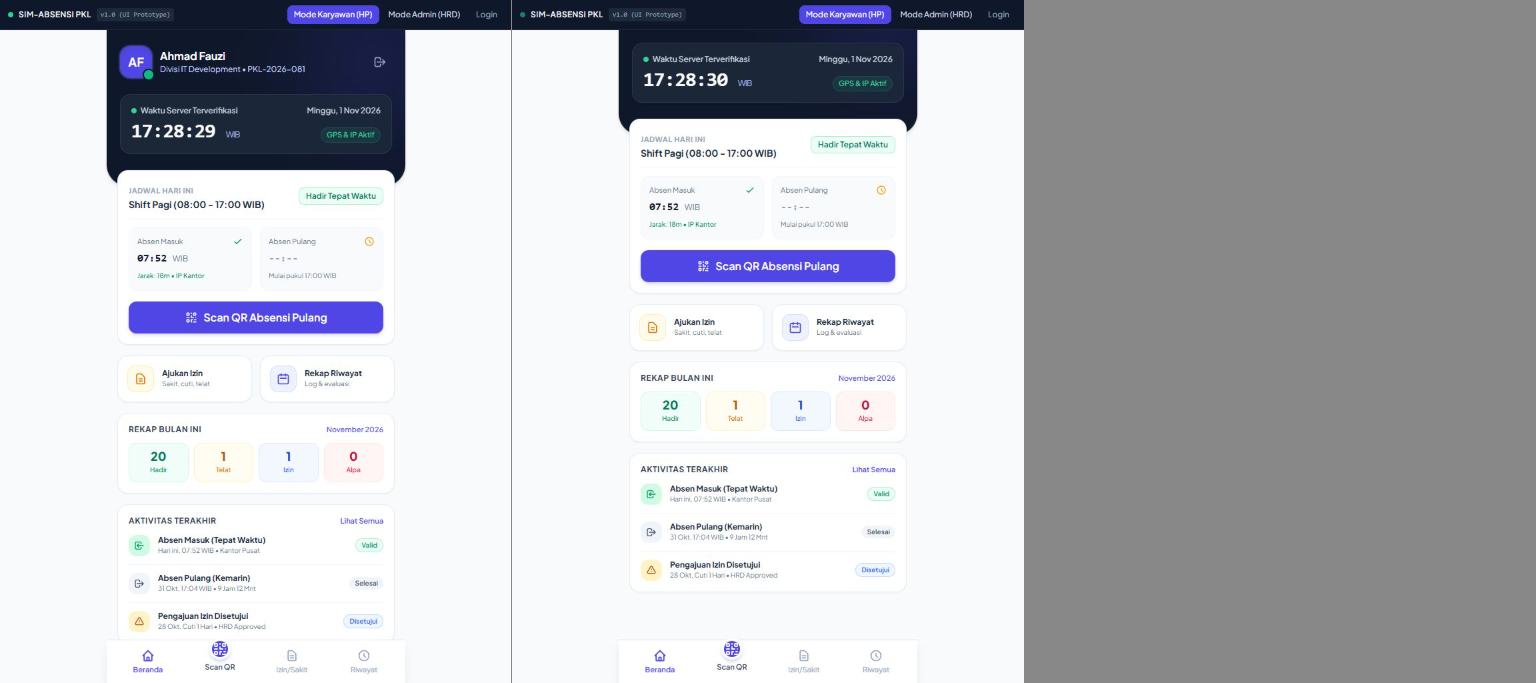 SIM-ABSENSI PKL v1.0 (UI Prototype) Mode Karyawan (HP) Mode Admin (HRD) Login
AF Ahmad Fauzi
Divisi IT Development • PKL-2026-081
Waktu Server Terverifikasi Minggu, 1 Nov 2026
17:28:29 WIB GPS & IP Aktif
JADWAL HARI INI
Shift Pagi (08:00 - 17:00 WIB) Hadir Tepat Waktu
Absen Masuk Absen Pulang
07:52 WIB --:--
Jarak: 18m • IP Kantor Mulai pukul 17:00 WIB
Scan QR Absensi Pulang
Ajukan Izin Rekap Riwayat
Sakit, cuti, telat Log & evaluasi
REKAP BULAN INI November 2026
20 1 1 0
Hadir Telat Izin Alpa
AKTIVITAS TERAKHIR Lihat Semua
Absen Masuk (Tepat Waktu)
Hari ini, 07:52 WIB • Kantor Pusat Valid
Absen Pulang (Kemarin)
31 Okt, 17:04 WIB • 9 Jam 12 Mnt Selesai
Pengajuan Izin Disetujui
28 Okt, Cuti 1 Hari • HRD Approved Disetujui
Beranda Scan QR Izin/Sakit Riwayat
SIM-ABSENSI PKL v1.0 (UI Prototype) Mode Karyawan (HP) Mode Admin (HRD) Login
Waktu Server Terverifikasi Minggu, 1 Nov 2026
17:28:30 WIB GPS & IP Aktif
JADWAL HARI INI
Shift Pagi (08:00 - 17:00 WIB) Hadir Tepat Waktu
Absen Masuk Absen Pulang
07:52 WIB --:--
Jarak: 18m • IP Kantor Mulai pukul 17:00 WIB
Scan QR Absensi Pulang
Ajukan Izin Rekap Riwayat
Sakit, cuti, telat Log & evaluasi
REKAP BULAN INI November 2026
20 1 1 0
Hadir Telat Izin Alpa
AKTIVITAS TERAKHIR Lihat Semua
Absen Masuk (Tepat Waktu)
Hari ini, 07:52 WIB • Kantor Pusat Valid
Absen Pulang (Kemarin)
31 Okt, 17:04 WIB • 9 Jam 12 Mnt Selesai
Pengajuan Izin Disetujui
28 Okt, Cuti 1 Hari • HRD Approved Disetujui
Beranda Scan QR Izin/Sakit Riwayat